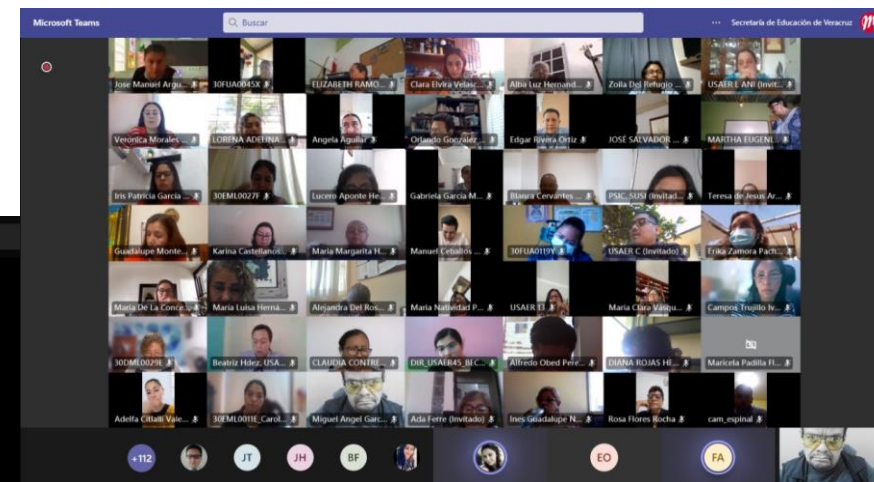 Microsoft Teams
Buscar
Secretaría de Educación de Veracruz
Jose Manuel Argu...
30FUA0045X
ELIZABETH RAMO...
Clara Elvira Velasc...
Alba Luz Hernand...
Zoila Del Refugio ...
USAER L ANI (Invit...
Veronica Morales ...
LORENA ADELINA...
Angela Aguilar
Orlando Gonzalez ...
Edgar Rivera Ortiz
JOSÉ SALVADOR ...
MARTHA EUGENI...
Iris Patricia Garcia ...
30EML0027F
Lucero Aponte He...
Gabriela Garcia M...
Blanca Cervantes ...
PSIC. SUSI (Invitad...
Teresa de Jesus Ar...
Guadalupe Monte...
Karina Castellanos...
Maria Margarita H...
Manuel Ceballos ...
30FUA0119Y
USAER C (Invitado)
Erika Zamora Pach...
Maria De La Conce...
Maria Luisa Herna...
Alejandra Del Ros...
Maria Natividad P...
USAER 13
Maria Clara Vasqu...
Campos Trujillo Iv...
30DML0029E
Beatriz Hdez. USA...
CLAUDIA CONTRE...
DIR_USAER45_BEC...
Alfredo Obed Pere...
DIANA ROJAS HE...
Maricela Padilla Fl...
Adelfa Citlalli Vale...
30EML0011E_Carol...
Miguel Angel Garc...
Ada Ferre (Invitado)
Ines Guadalupe N...
Rosa Flores Rocha
cam_espinal
+112
JT
JH
BF
EO
FA